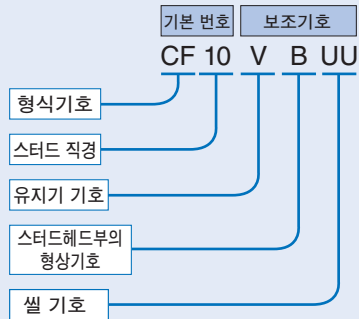 기본 번호 보조기호
CF 10 V B UU
형식기호
스터드 직경
유지기 기호
스터드헤드부의
형상기호
씰 기호